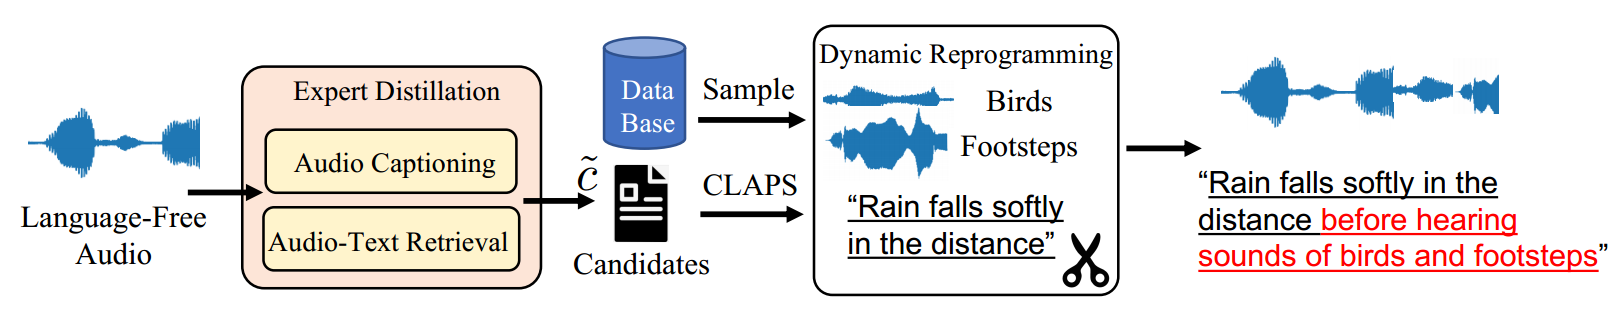 Language-Free
Audio
Expert Distillation
Audio Captioning
Audio-Text Retrieval
c̃
Data
Base
Candidates
Sample
CLAPS
Dynamic Reprogramming
Birds
Footsteps
“Rain falls softly
in the distance”
“Rain falls softly in the
distance before hearing
sounds of birds and footsteps”